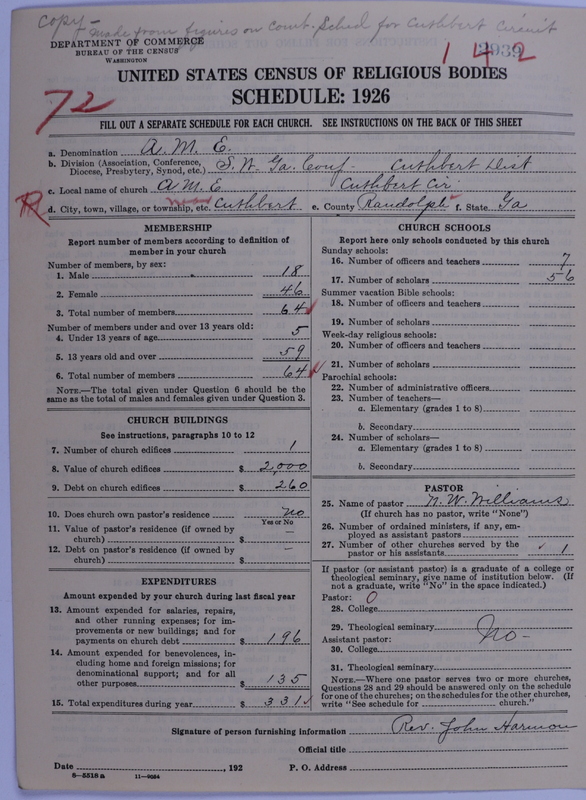 Copy - made from figures on Comb. Sched for Cuthbert Circuit
DEPARTMENT OF COMMERCE
BUREAU OF THE CENSUS
WASHINGTON
142
UNITED STATES CENSUS OF RELIGIOUS BODIES
SCHEDULE: 1926
72
FILL OUT A SEPARATE SCHEDULE FOR EACH CHURCH. SEE INSTRUCTIONS ON THE BACK OF THIS SHEET
a. Denomination A. M. E.
b. Division (Association, Conference, Diocese, Presbytery, Synod, etc.) S. W. Ga. Conf - Cuthbert Dist
c. Local name of church A. M. E. Cuthbert Cir
R d. City, town, village, or township, etc. Cuthbert e. County Randolph f. State Ga
MEMBERSHIP
Report number of members according to definition of
member in your church
Number of members, by sex:
1. Male 18
2. Female 46
3. Total number of members 64
Number of members under and over 13 years old:
4. Under 13 years of age 5
5. 13 years old and over 59
6. Total number of members 64
NOTE.—The total given under Question 6 should be
same as the total of males and females given under Question 3.
CHURCH BUILDINGS
See instructions, paragraphs 10 to 12
7. Number of church edifices 1
8. Value of church edifices $ 2,000
9. Debt on church edifices $ 260
10. Does church own pastor's residence No
Yes or No
11. Value of pastor's residence (if owned by
church) $ —
12. Debt on pastor's residence (if owned by
church) $ —
EXPENDITURES
Amount expended by your church during last fiscal year
13. Amount expended for salaries, repairs,
and other running expenses; for im-
provements or new buildings; and for
payments on church debt $ 196
14. Amount expended for benevolences, in-
cluding home and foreign missions; for
denominational support; and for all
other purposes $ 135
15. Total expenditures during year $ 331
CHURCH SCHOOLS
Report here only schools conducted by this church
Sunday schools:
16. Number of officers and teachers 7
17. Number of scholars 56
Summer vacation Bible schools:
18. Number of officers and teachers
19. Number of scholars
Week-day religious schools:
20. Number of officers and teachers
21. Number of scholars
Parochial schools:
22. Number of administrative officers
23. Number of teachers—
a. Elementary (grades 1 to 8)
b. Secondary
24. Number of scholars—
a. Elementary (grades 1 to 8)
b. Secondary
PASTOR
25. Name of pastor N. W. Williams
(If church has no pastor, write "None")
26. Number of ordained ministers, if any, em-
ployed as assistant pastors
27. Number of other churches served by the
pastor or his assistants 1
If pastor (or assistant pastor) is a graduate of a college or
theological seminary, give name of institution below. (If
not a graduate, write "No" in the space indicated.)
Pastor: 0
28. College
29. Theological seminary No -
Assistant pastor:
30. College
31. Theological seminary
NOTE.—Where one pastor serves two or more churches,
Questions 28 and 29 should be answered only on the schedule
for one of the churches; on the schedules for the other churches,
write "See schedule for church."
Signature of person furnishing information Rev. John Harmon
Official title
Date , 192 P. O. Address
8—5518 a 11—9034